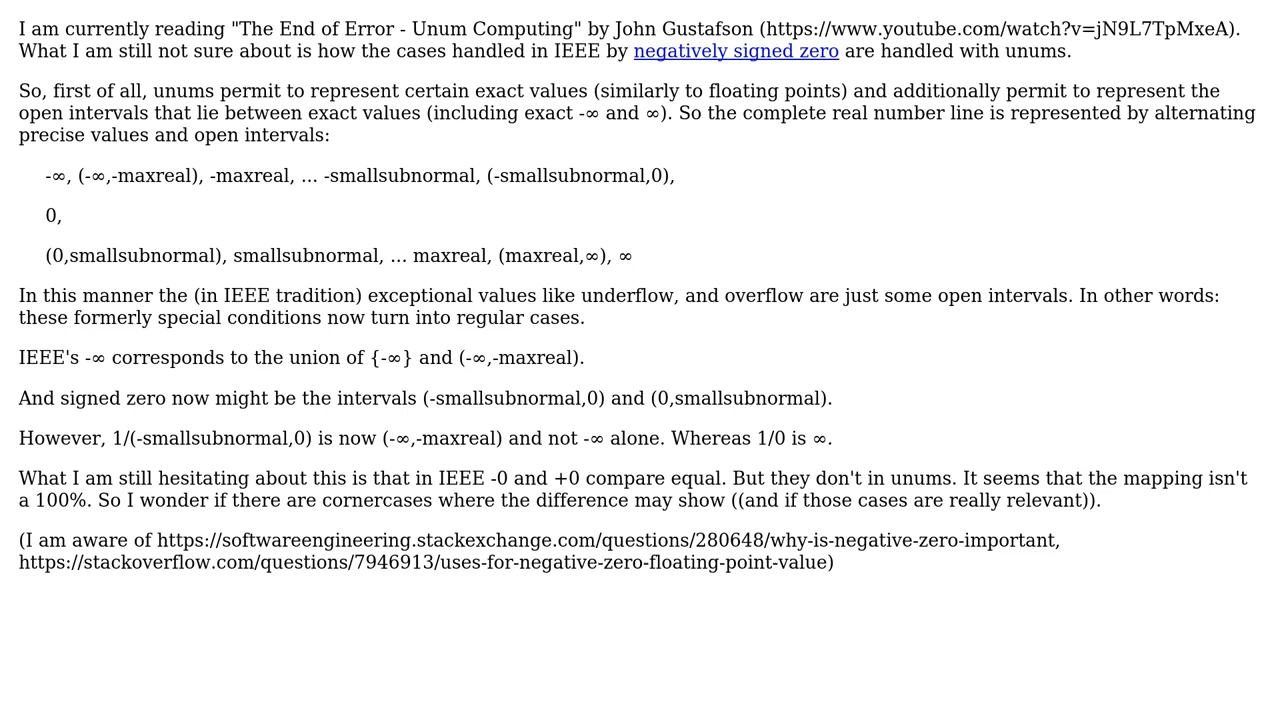 I am currently reading "The End of Error - Unum Computing" by John Gustafson (https://www.youtube.com/watch?v=jN9L7TpMxeA).
What I am still not sure about is how the cases handled in IEEE by negatively signed zero are handled with unums.
So, first of all, unums permit to represent certain exact values (similarly to floating points) and additionally permit to represent the
open intervals that lie between exact values (including exact -∞ and ∞). So the complete real number line is represented by alternating
precise values and open intervals:
-∞, (-∞,-maxreal), -maxreal, ... -smallsubnormal, (-smallsubnormal,0),
0,
(0,smallsubnormal), smallsubnormal, ... maxreal, (maxreal,∞), ∞
In this manner the (in IEEE tradition) exceptional values like underflow, and overflow are just some open intervals. In other words:
these formerly special conditions now turn into regular cases.
IEEE's -∞ corresponds to the union of {-∞} and (-∞,-maxreal).
And signed zero now might be the intervals (-smallsubnormal,0) and (0,smallsubnormal).
However, 1/(-smallsubnormal,0) is now (-∞,-maxreal) and not -∞ alone. Whereas 1/0 is ∞.
What I am still hesitating about this is that in IEEE -0 and +0 compare equal. But they don't in unums. It seems that the mapping isn't
a 100%. So I wonder if there are cornercases where the difference may show ((and if those cases are really relevant)).
(I am aware of https://softwareengineering.stackexchange.com/questions/280648/why-is-negative-zero-important,
https://stackoverflow.com/questions/7946913/uses-for-negative-zero-floating-point-value)